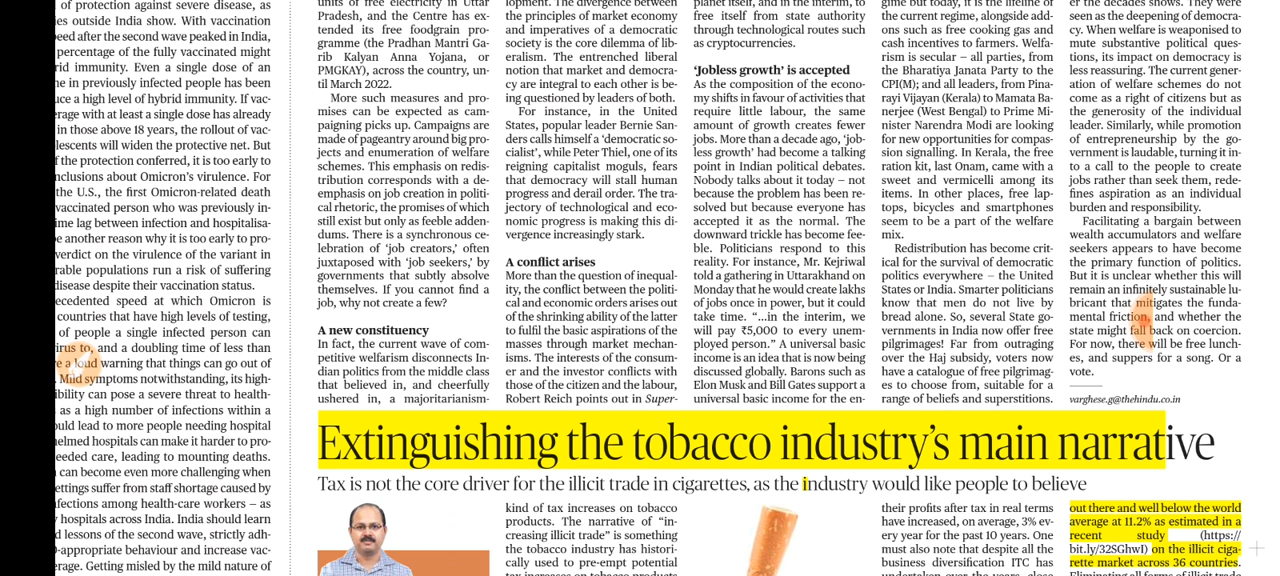 of protection against severe disease, as
ies outside India show. With vaccination
eed after the second wave peaked in India,
percentage of the fully vaccinated might
rid immunity. Even a single dose of an
ne in previously infected people has been
uce a high level of hybrid immunity. If vac-
erage with at least a single dose has already
in those above 18 years, the rollout of vac-
lescents will widen the protective net. But
f the protection conferred, it is too early to
nclusions about Omicron's virulence. For
the U.S., the first Omicron-related death
vaccinated person who was previously in-
ime lag between infection and hospitalisa-
be another reason why it is too early to pro-
verdict on the virulence of the variant in
rable populations run a risk of suffering
disease despite their vaccination status.
ecedented speed at which Omicron is
countries that have high levels of testing,
of people a single infected person can
irus to, and a doubling time of less than
re a loud warning that things can go out of
. Mild symptoms notwithstanding, its high-
ibility can pose a severe threat to health-
as a high number of infections within a
ould lead to more people needing hospital
helmed hospitals can make it harder to pro-
eeded care, leading to mounting deaths.
can become even more challenging when
ettings suffer from staff shortage caused by
nfections among health-care workers – as
y hospitals across India. India should learn
d lessons of the second wave, strictly adh-
D-appropriate behaviour and increase vac-
erage. Getting misled by the mild nature of
units of free electricity in Uttar
Pradesh, and the Centre has ex-
tended its free foodgrain pro-
gramme (the Pradhan Mantri Ga-
rib Kalyan Anna Yojana, or
PMGKAY), across the country, un-
til March 2022.
More such measures and pro-
mises can be expected as cam-
paigning picks up. Campaigns are
made of pageantry around big pro-
jects and enumeration of welfare
schemes. This emphasis on redis-
tribution corresponds with a de-
emphasis on job creation in politi-
cal rhetoric, the promises of which
still exist but only as feeble adden-
dums. There is a synchronous ce-
lebration of 'job creators,' often
juxtaposed with 'job seekers,' by
governments that subtly absolve
themselves. If you cannot find a
job, why not create a few?
A new constituency
In fact, the current wave of com-
petitive welfarism disconnects In-
dian politics from the middle class
that believed in, and cheerfully
ushered in, a majoritarianism-
lopment. The divergence between
the principles of market economy
and imperatives of a democratic
society is the core dilemma of lib-
eralism. The entrenched liberal
notion that market and democra-
cy are integral to each other is be-
ing questioned by leaders of both.
For instance, in the United
States, popular leader Bernie San-
ders calls himself a 'democratic so-
cialist', while Peter Thiel, one of its
reigning capitalist moguls, fears
that democracy will stall human
progress and derail order. The tra-
jectory of technological and eco-
nomic progress is making this di-
vergence increasingly stark.
A conflict arises
More than the question of inequal-
ity, the conflict between the politi-
cal and economic orders arises out
of the shrinking ability of the latter
to fulfil the basic aspirations of the
masses through market mechan-
isms. The interests of the consum-
er and the investor conflicts with
those of the citizen and the labour,
Robert Reich points out in Super-
planet itself, and in the interim, to
free itself from state authority
through technological routes such
as cryptocurrencies.
'Jobless growth' is accepted
As the composition of the econo-
my shifts in favour of activities that
require little labour, the same
amount of growth creates fewer
jobs. More than a decade ago, 'job-
less growth' had become a talking
point in Indian political debates.
Nobody talks about it today – not
because the problem has been re-
solved but because everyone has
accepted it as the normal. The
downward trickle has become fee-
ble. Politicians respond to this
reality. For instance, Mr. Kejriwal
told a gathering in Uttarakhand on
Monday that he would create lakhs
of jobs once in power, but it could
take time. "...in the interim, we
will pay ₹5,000 to every unem-
ployed person." A universal basic
income is an idea that is now being
discussed globally. Barons such as
Elon Musk and Bill Gates support a
universal basic income for the en-
gime but today, it is the lifeline of
the current regime, alongside add-
ons such as free cooking gas and
cash incentives to farmers. Welfa-
rism is secular – all parties, from
the Bharatiya Janata Party to the
CPI(M); and all leaders, from Pina-
rayi Vijayan (Kerala) to Mamata Ba-
nerjee (West Bengal) to Prime Mi-
nister Narendra Modi are looking
for new opportunities for compas-
sion signalling. In Kerala, the free
ration kit, last Onam, came with a
sweet and vermicelli among its
items. In other places, free lap-
tops, bicycles and smartphones
seem to be a part of the welfare
mix.
Redistribution has become crit-
ical for the survival of democratic
politics everywhere – the United
States or India. Smarter politicians
know that men do not live by
bread alone. So, several State go-
vernments in India now offer free
pilgrimages! Far from outraging
over the Haj subsidy, voters now
have a catalogue of free pilgrimag-
es to choose from, suitable for a
range of beliefs and superstitions.
er the decades shows. They were
seen as the deepening of democra-
cy. When welfare is weaponised to
mute substantive political ques-
tions, its impact on democracy is
less reassuring. The current gener-
ation of welfare schemes do not
come as a right of citizens but as
the generosity of the individual
leader. Similarly, while promotion
of entrepreneurship by the go-
vernment is laudable, turning it in-
to a call to the people to create
jobs rather than seek them, rede-
fines aspiration as an individual
burden and responsibility.
Facilitating a bargain between
wealth accumulators and welfare
seekers appears to have become
the primary function of politics.
But it is unclear whether this will
remain an infinitely sustainable lu-
bricant that mitigates the funda-
mental friction, and whether the
state might fall back on coercion.
For now, there will be free lunch-
es, and suppers for a song. Or a
vote.
varghese.g@thehindu.co.in
Extinguishing the tobacco industry's main narrative
Tax is not the core driver for the illicit trade in cigarettes, as the industry would like people to believe
kind of tax increases on tobacco
products. The narrative of "in-
creasing illicit trade" is something
the tobacco industry has histori-
cally used to pre-empt potential
tax increases on tobacco products
their profits after tax in real terms
have increased, on average, 3% ev-
ery year for the past 10 years. One
must also note that despite all the
business diversification ITC has
undertaken over the years, close
out there and well below the world
average at 11.2% as estimated in a
recent study (https://
bit.ly/32SGhwI) on the illicit ciga-
rette market across 36 countries.
Eliminating all forms of illicit trade